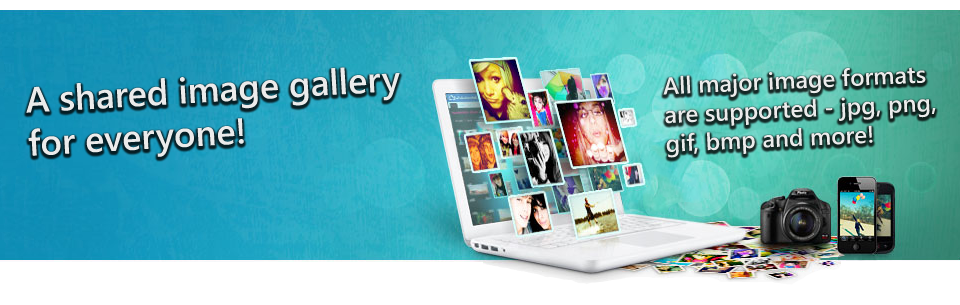 A shared image gallery
for everyone!
All major image formats
are supported - jpg, png,
gif, bmp and more!